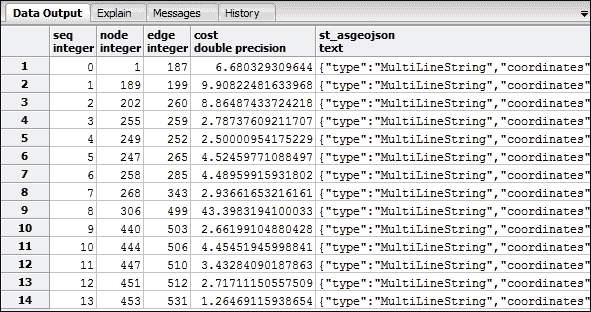 Data Output Explain Messages History
seq node edge cost st_asgeojson
integer integer integer double precision text
1 0 1 187 6.680329309644 {"type":"MultiLineString","coordinates"
2 1 189 199 9.90822481633968 {"type":"MultiLineString","coordinates"
3 2 202 260 8.86487433724218 {"type":"MultiLineString","coordinates"
4 3 255 259 2.78737609211707 {"type":"MultiLineString","coordinates"
5 4 249 252 2.50000954175229 {"type":"MultiLineString","coordinates"
6 5 247 265 4.52459771088497 {"type":"MultiLineString","coordinates"
7 6 258 285 4.48959915931802 {"type":"MultiLineString","coordinates"
8 7 268 343 2.93661653216161 {"type":"MultiLineString","coordinates"
9 8 306 499 43.3983194100033 {"type":"MultiLineString","coordinates"
10 9 440 503 2.66199104880428 {"type":"MultiLineString","coordinates"
11 10 444 506 4.45451945998841 {"type":"MultiLineString","coordinates"
12 11 447 510 3.43284090187863 {"type":"MultiLineString","coordinates"
13 12 451 512 2.71711150557509 {"type":"MultiLineString","coordinates"
14 13 453 531 1.26469115938654 {"type":"MultiLineString","coordinates"